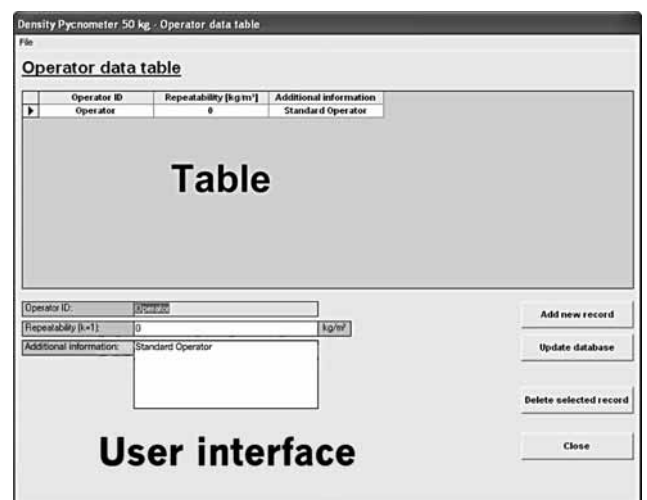 Density Pycnometer 50 kg - Operator data table
File
Operator data table
Operator ID Repeatability [kg/m³] Additional information
Operator 0 Standard Operator
Table
Operator ID:
Repeatability (k=1): 0 kg/m³
Additional information: Standard Operator
Add new record
Update database
Delete selected record
Close
User interface